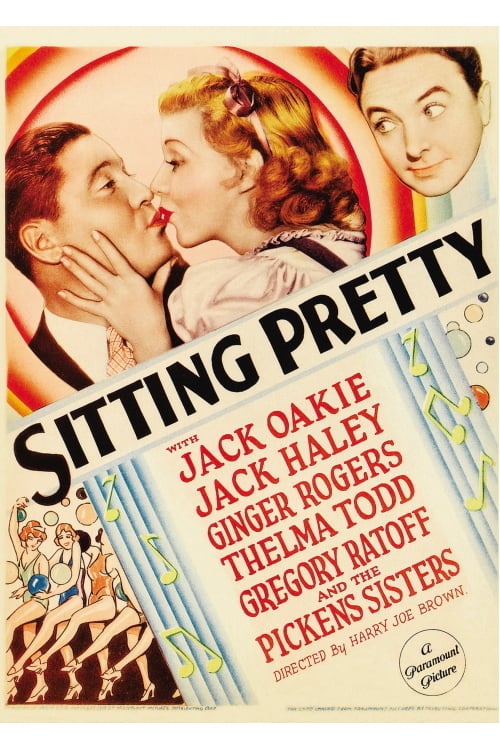 SITTING PRETTY
WITH
JACK OAKIE
JACK HALEY
GINGER ROGERS
THELMA TODD
GREGORY RATOFF
AND THE
PICKENS SISTERS
DIRECTED By HARRY JOE BROWN.
A
Paramount
Picture